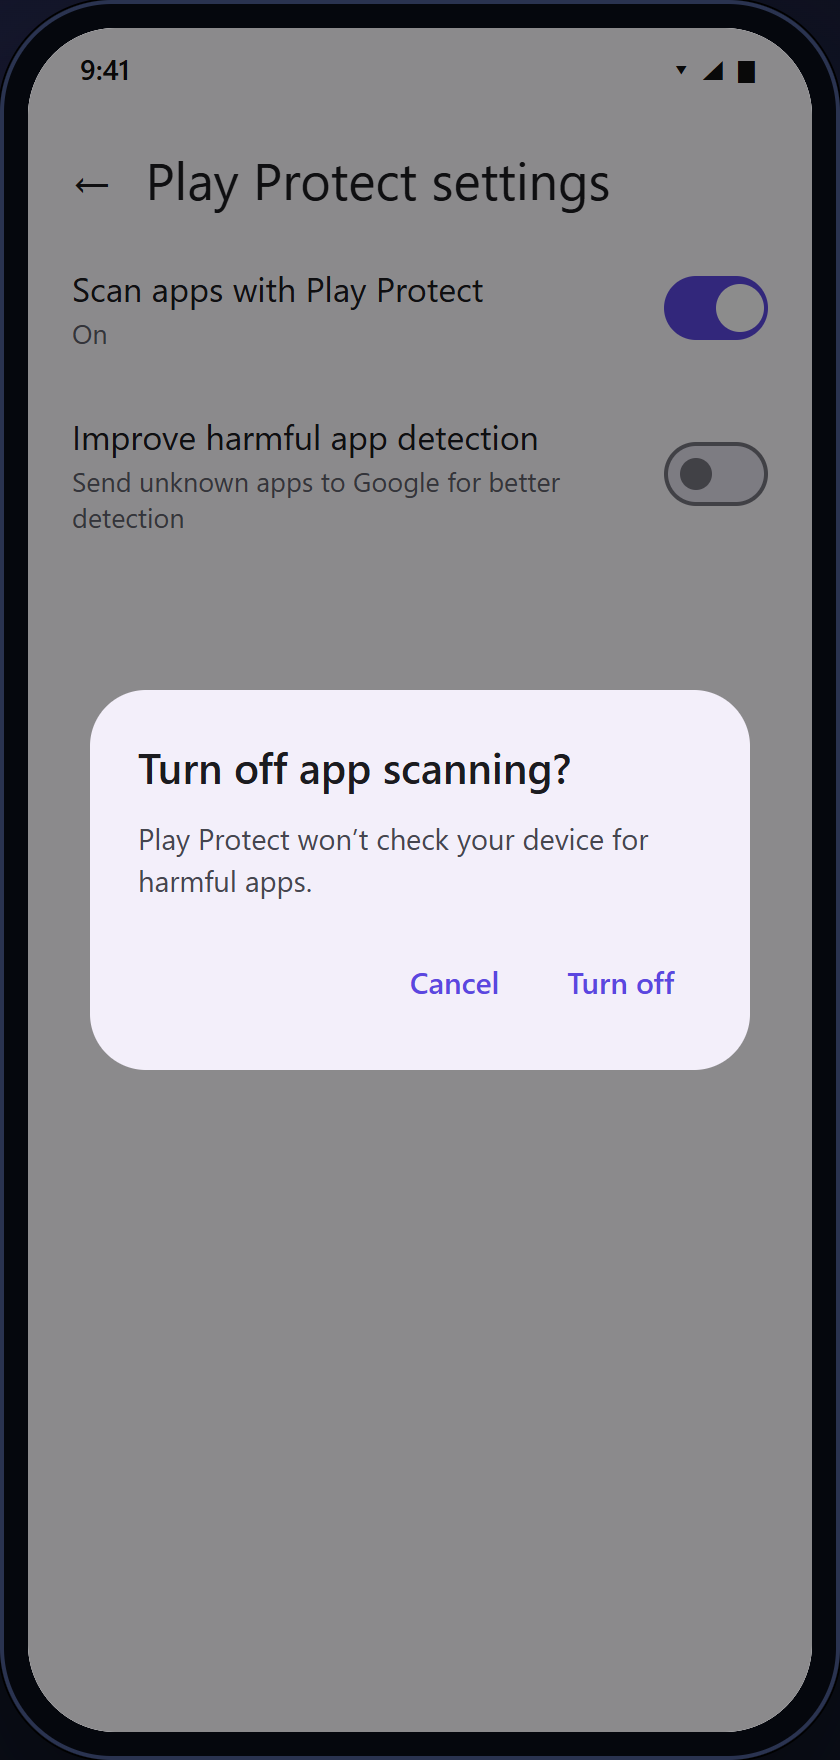 9:41
← Play Protect settings
Scan apps with Play Protect
On
Improve harmful app detection
Send unknown apps to Google for better
detection
Turn off app scanning?
Play Protect won’t check your device for
harmful apps.
Cancel Turn off